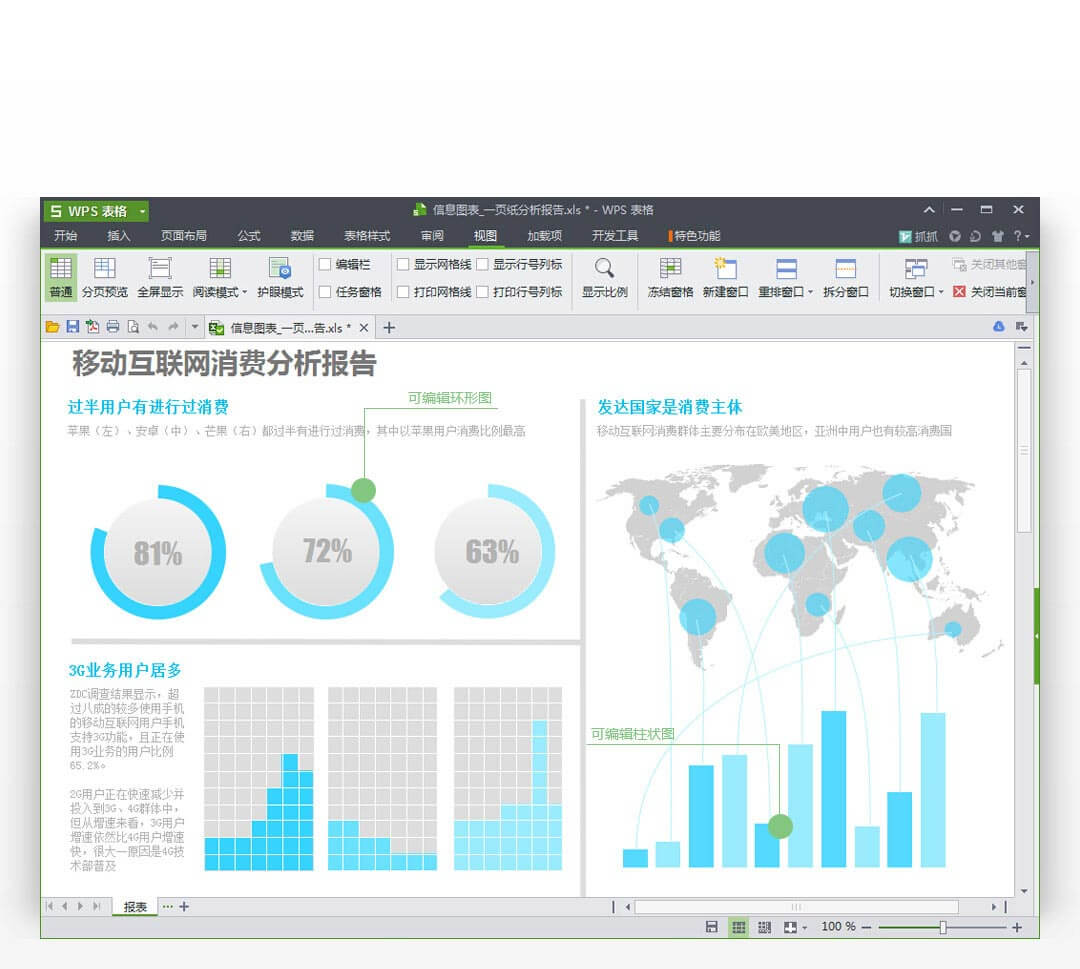 WPS 表格
信息图表_一页纸分析报告.xls * - WPS 表格
开始 插入 页面布局 公式 数据 表格样式 审阅 视图 加载项 开发工具 特色功能 抓抓 ?
编辑栏 显示网格线 显示行号列标 关闭其他窗
普通 分页预览 全屏显示 阅读模式 护眼模式 任务窗格 打印网格线 打印行号列标 显示比例 冻结窗格 新建窗口 重排窗口 拆分窗口 切换窗口 关闭当前窗
信息图表_一页...告.xls *
移动互联网消费分析报告
过半用户有进行过消费
可编辑环形图
苹果（左）、安卓（中）、芒果（右）都过半有进行过消费，其中以苹果用户消费比例最高
81%
72%
63%
发达国家是消费主体
移动互联网消费群体主要分布在欧美地区，亚洲中用户也有较高消费国
3G业务用户居多
ZDC调查结果显示，超
过八成的较多使用手机
的移动互联网用户手机
支持3G功能，且正在使
用3G业务的用户比例
65.2%。
2G用户正在快速减少并
投入到3G、4G群体中，
但从增速来看，3G用户
增速依然比4G用户增速
快，很大一原因是4G技
术部普及
可编辑柱状图
报表
100 %